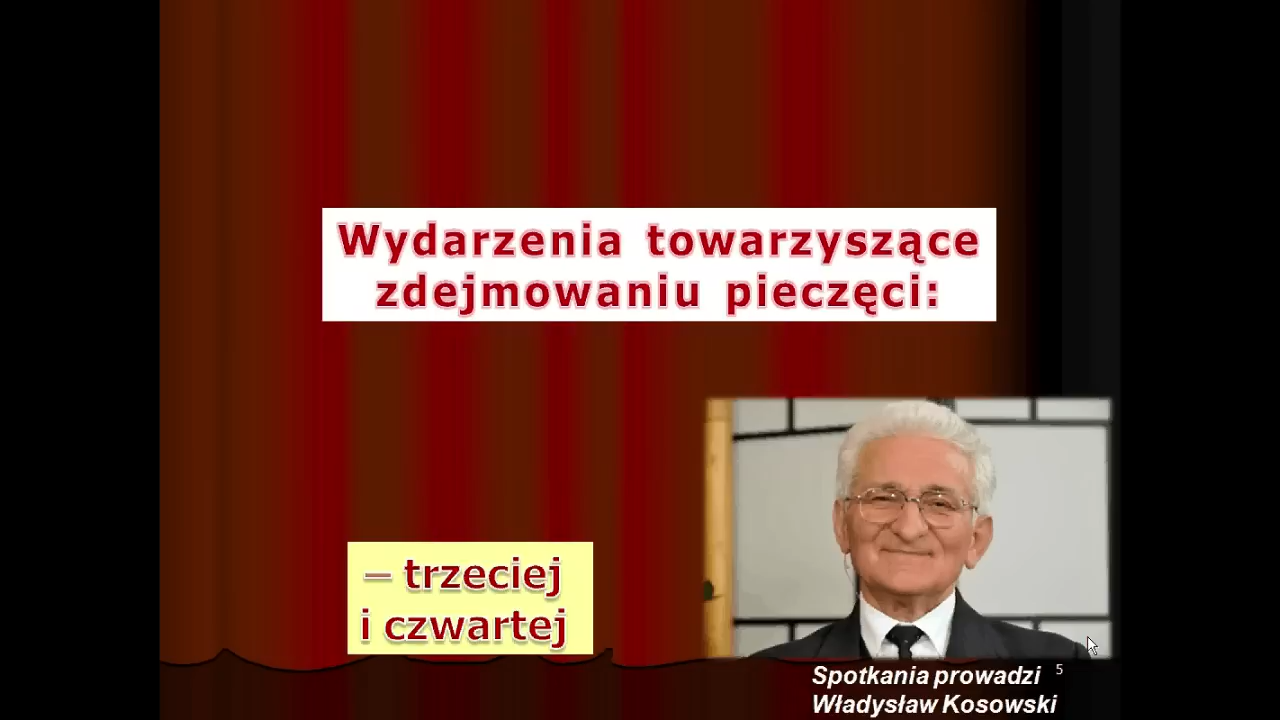 Wydarzenia towarzyszące
zdejmowaniu pieczęci:
– trzeciej
i czwartej
Spotkania prowadzi 5
Władysław Kosowski